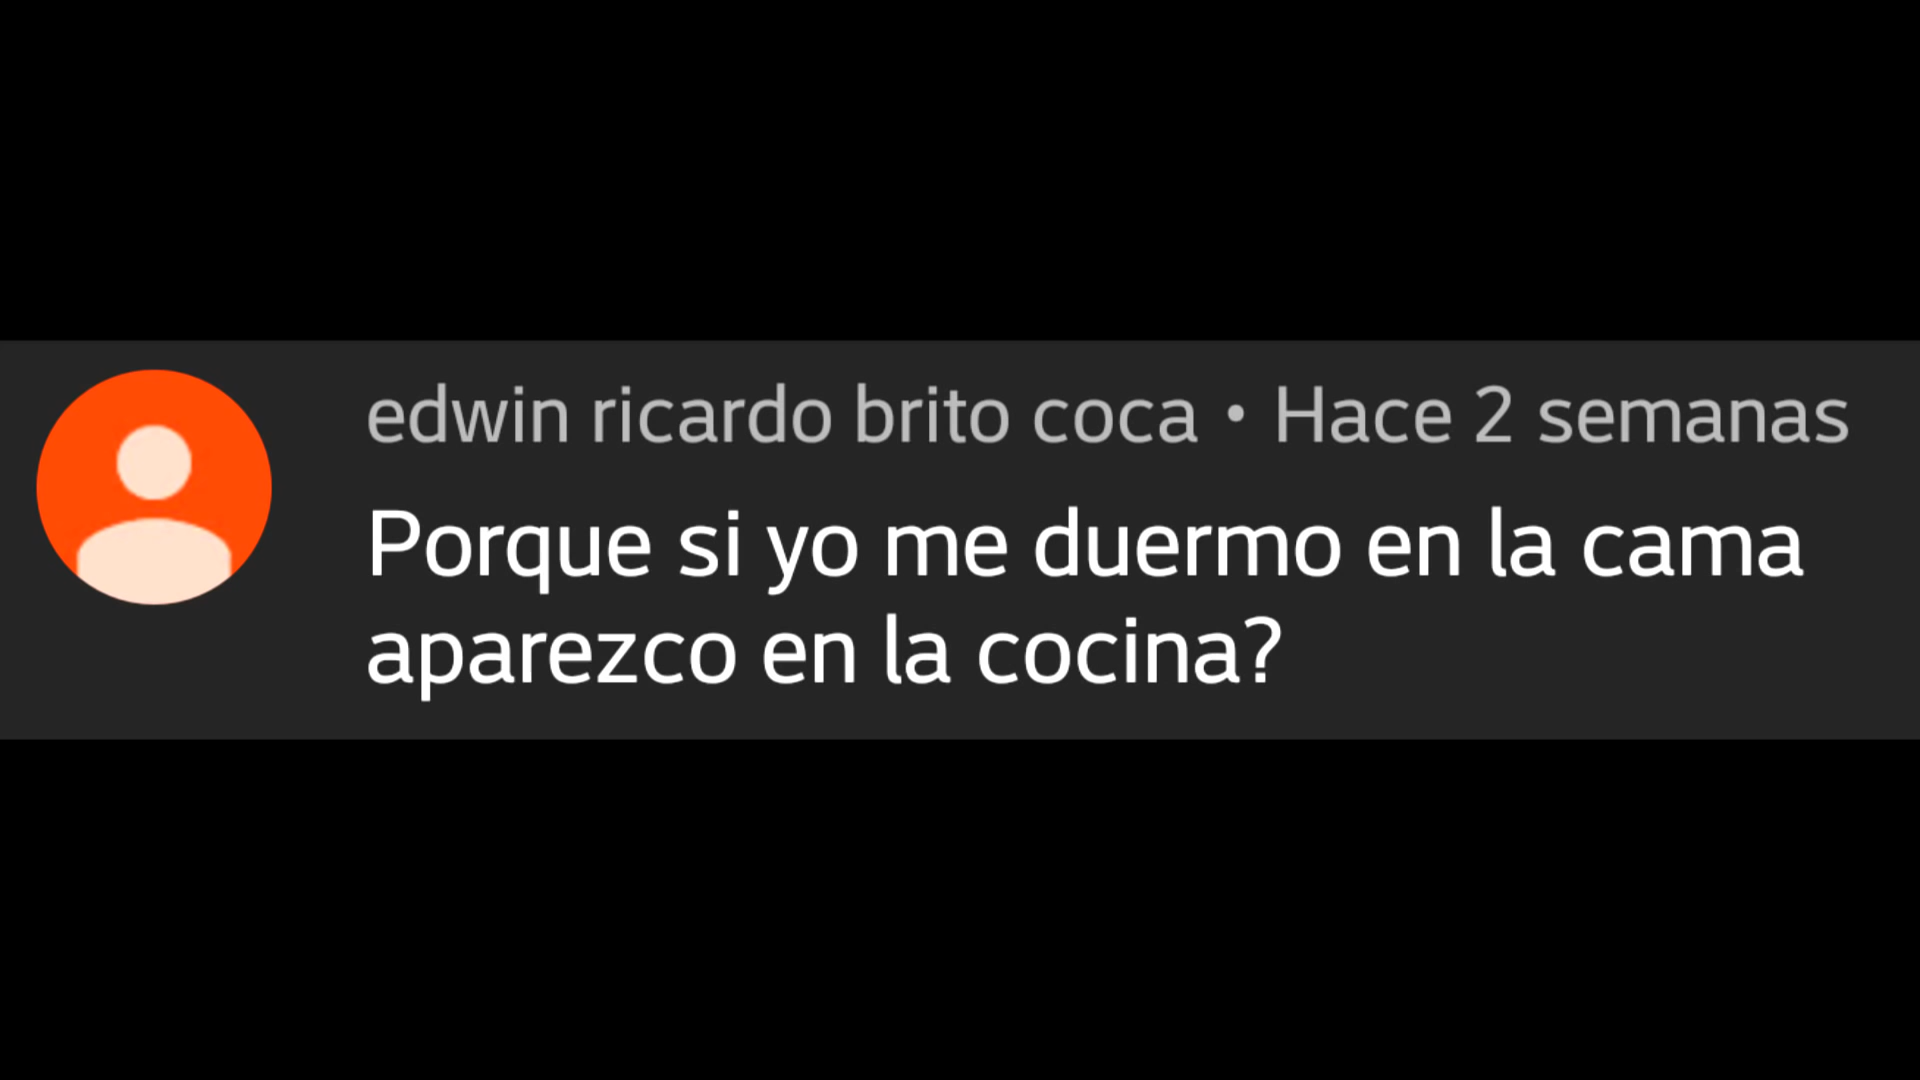 edwin ricardo brito coca • Hace 2 semanas
Porque si yo me duermo en la cama
aparezco en la cocina?